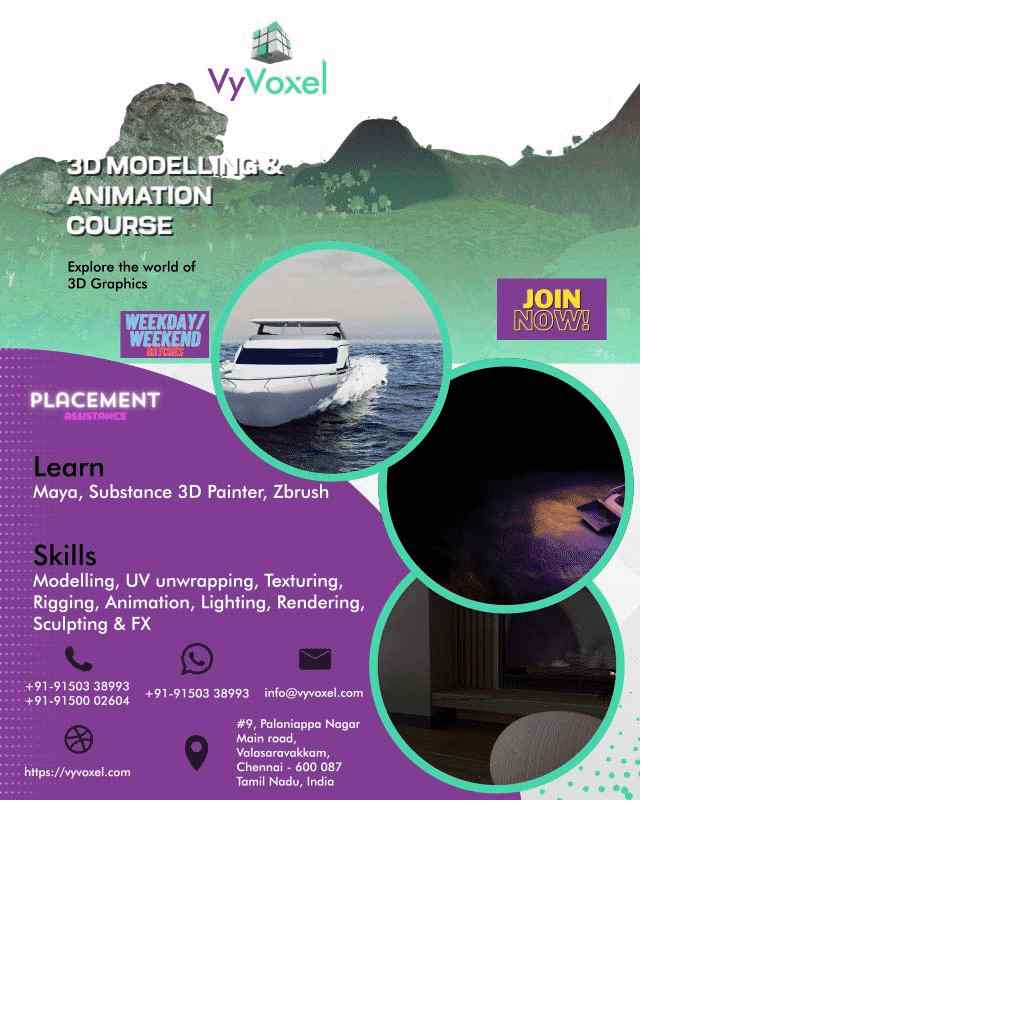 VyVoxel
3D MODELLING &
ANIMATION
COURSE
Explore the world of
3D Graphics
JOIN
NOW!
WEEKDAY/
WEEKEND
BATCHES
PLACEMENT
ASSISTANCE
Learn
Maya, Substance 3D Painter, Zbrush
Skills
Modelling, UV unwrapping, Texturing,
Rigging, Animation, Lighting, Rendering,
Sculpting & FX
+91-91503 38993
+91-91500 02604
+91-91503 38993
info@vyvoxel.com
https://vyvoxel.com
#9, Palaniappa Nagar
Main road,
Valasaravakkam,
Chennai - 600 087
Tamil Nadu, India